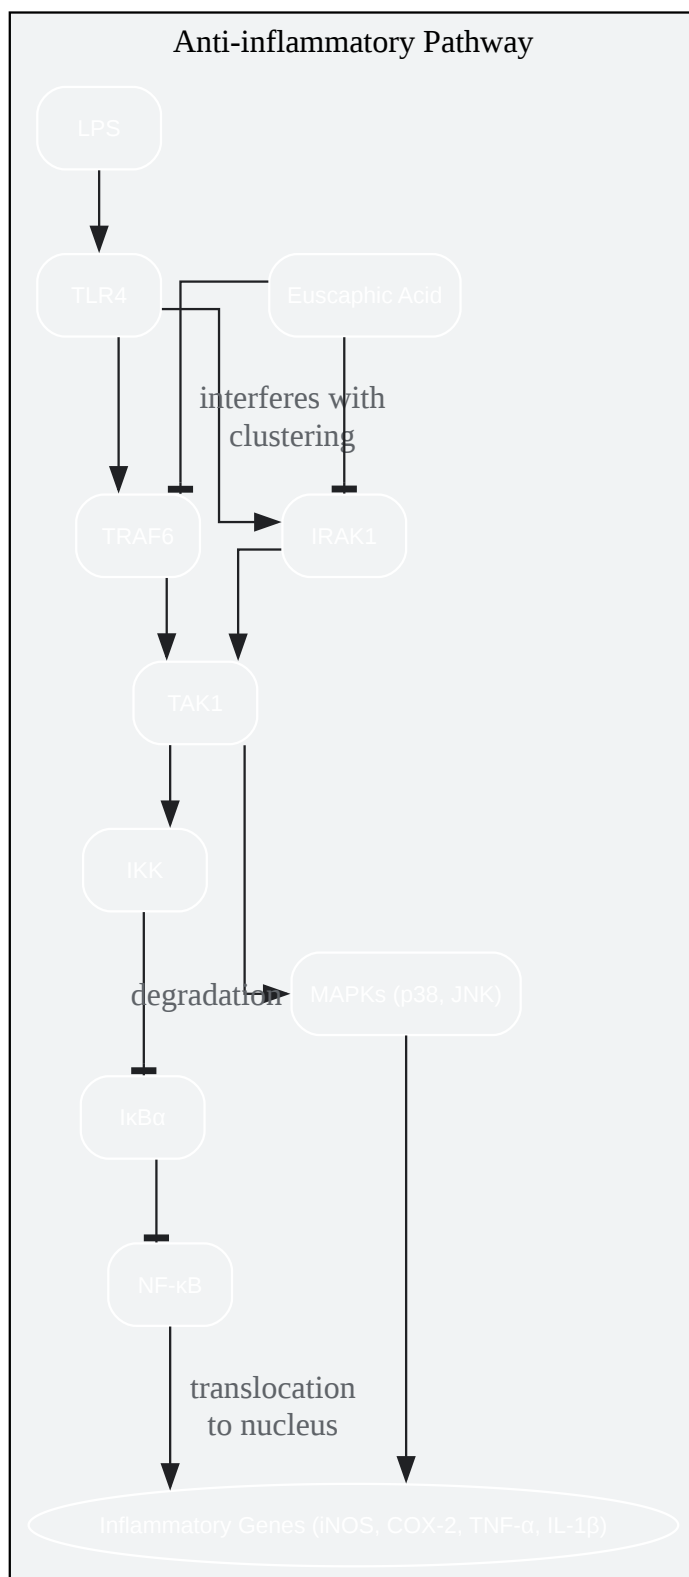 Anti-inflammatory Pathway
LPS
TLR4
Euscaphic Acid
interferes with
clustering
TRAF6
IRAK1
TAK1
IKK
degradation
MAPKs (p38, JNK)
IκBα
NF-κB
translocation
to nucleus
Inflammatory Genes (iNOS, COX-2, TNF-α, IL-1β)